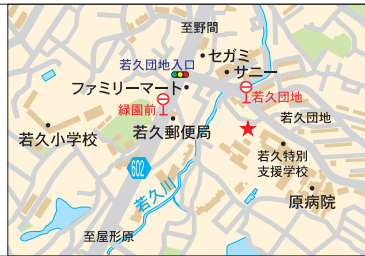 至野間
セガミ
若久団地入口
サニー
ファミリーマート
緑園前
若久団地
若久団地
若久郵便局
若久小学校
若久特別
支援学校
602
若久川
原病院
至屋形原